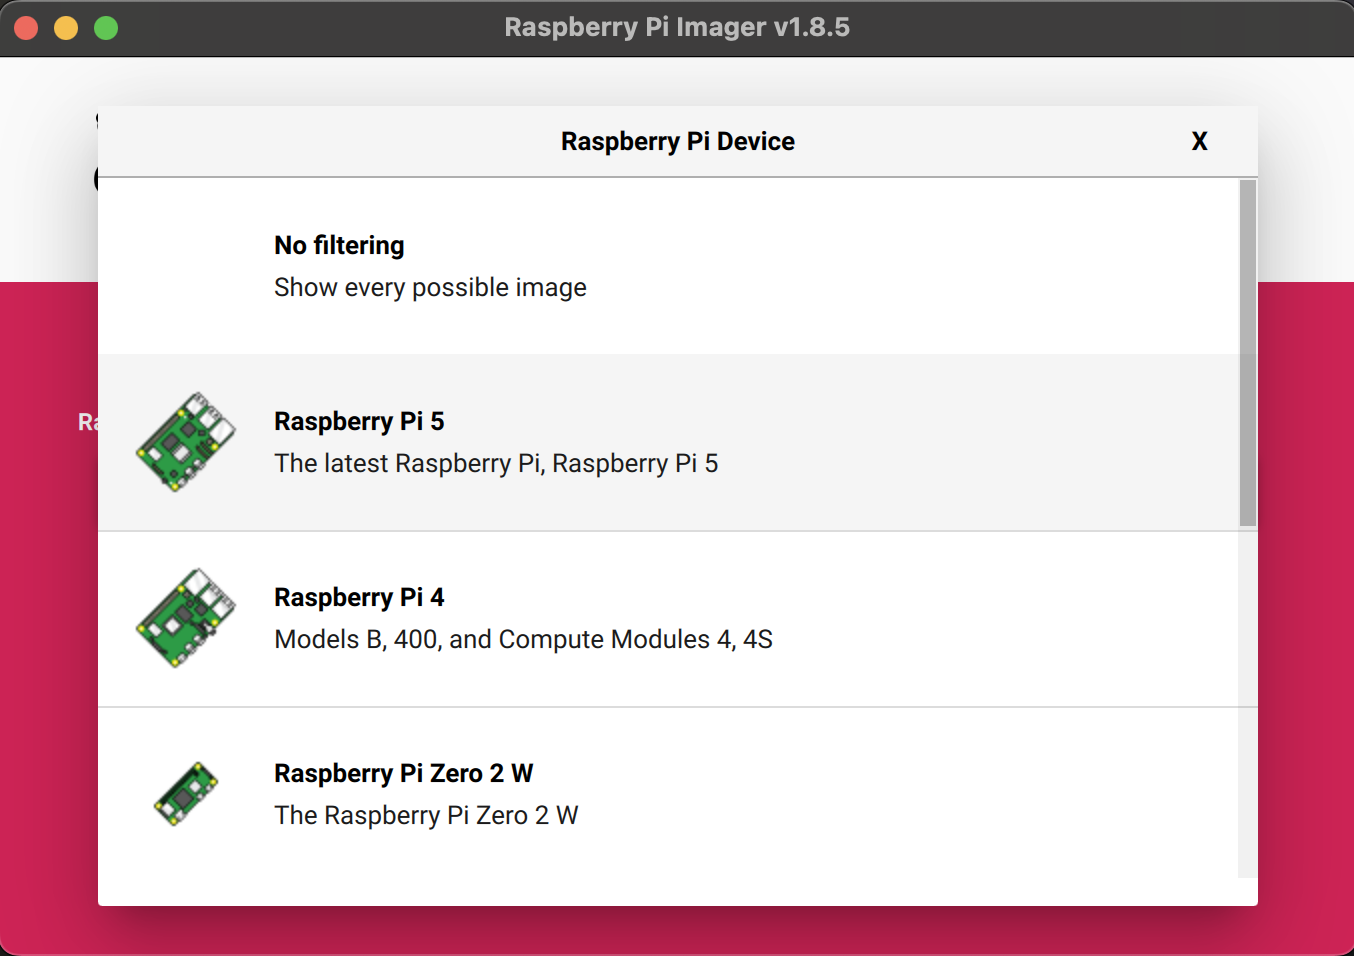 Raspberry Pi Imager v1.8.5
Raspberry Pi Device
X
No filtering
Show every possible image
Ra
Raspberry Pi 5
The latest Raspberry Pi, Raspberry Pi 5
Raspberry Pi 4
Models B, 400, and Compute Modules 4, 4S
Raspberry Pi Zero 2 W
The Raspberry Pi Zero 2 W